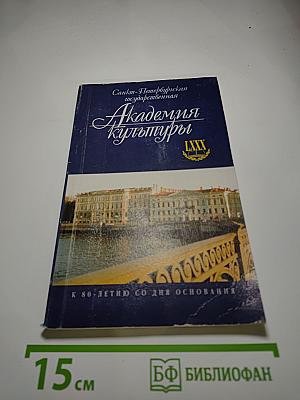 Санкт-Петербургская
государственная
Академия
культуры
LXXX
К 80-ЛЕТИЮ СО ДНЯ ОСНОВАНИЯ
15 см
БФ БИБЛИОФАН